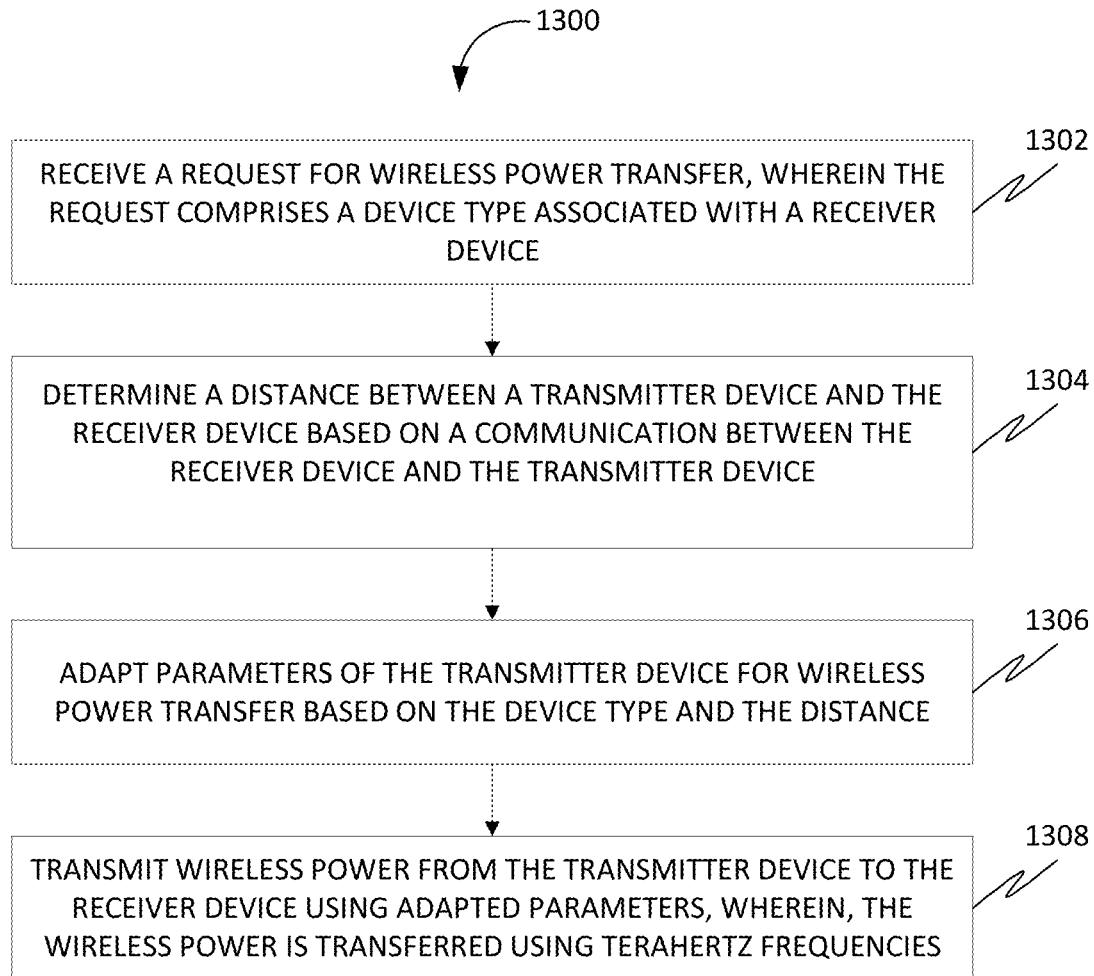 1300
1302
RECEIVE A REQUEST FOR WIRELESS POWER TRANSFER, WHEREIN THE
REQUEST COMPRISES A DEVICE TYPE ASSOCIATED WITH A RECEIVER
DEVICE
1304
DETERMINE A DISTANCE BETWEEN A TRANSMITTER DEVICE AND THE
RECEIVER DEVICE BASED ON A COMMUNICATION BETWEEN THE
RECEIVER DEVICE AND THE TRANSMITTER DEVICE
1306
ADAPT PARAMETERS OF THE TRANSMITTER DEVICE FOR WIRELESS
POWER TRANSFER BASED ON THE DEVICE TYPE AND THE DISTANCE
1308
TRANSMIT WIRELESS POWER FROM THE TRANSMITTER DEVICE TO THE
RECEIVER DEVICE USING ADAPTED PARAMETERS, WHEREIN, THE
WIRELESS POWER IS TRANSFERRED USING TERAHERTZ FREQUENCIES